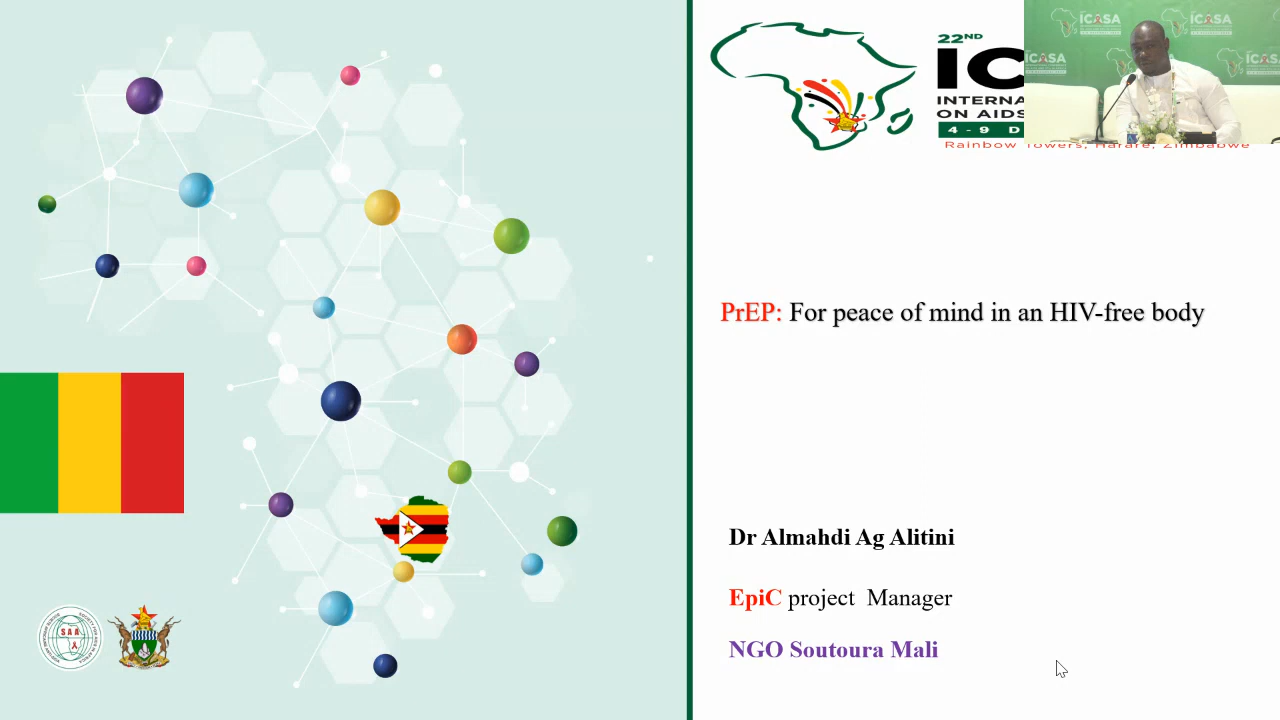 22ND
IC
INTERNA
ON AIDS
4 - 9 D
Rainbow Towers, Harare, Zimbabwe
ICASA
ICASA
PrEP: For peace of mind in an HIV-free body
Dr Almahdi Ag Alitini
EpiC project Manager
NGO Soutoura Mali
SAA